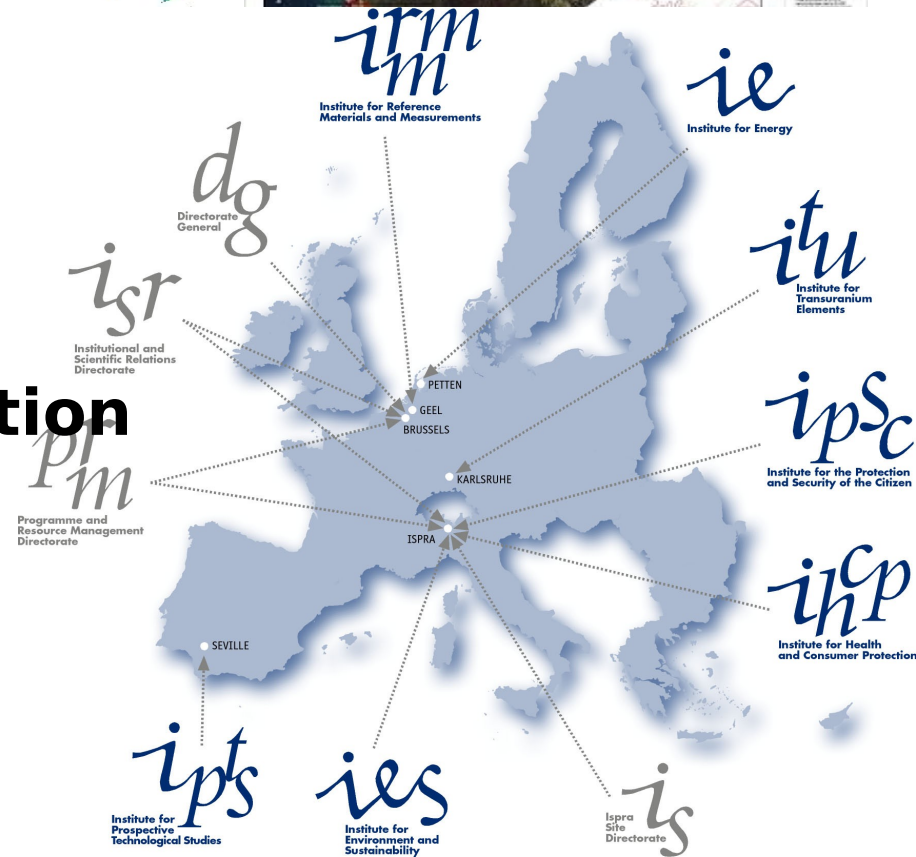 irmm
Institute for Reference
Materials and Measurements
ie
Institute for Energy
dg
Directorate
General
itu
Institute for
Transuranium
Elements
isr
Institutional and
Scientific Relations
Directorate
PETTEN
GEEL
BRUSSELS
tion
ipsc
Institute for the Protection
and Security of the Citizen
prm
Programme and
Resource Management
Directorate
KARLSRUHE
ISPRA
ihcp
Institute for Health
and Consumer Protection
SEVILLE
ipts
Institute for
Prospective
Technological Studies
ies
Institute for
Environment and
Sustainability
is
Ispra
Site
Directorate